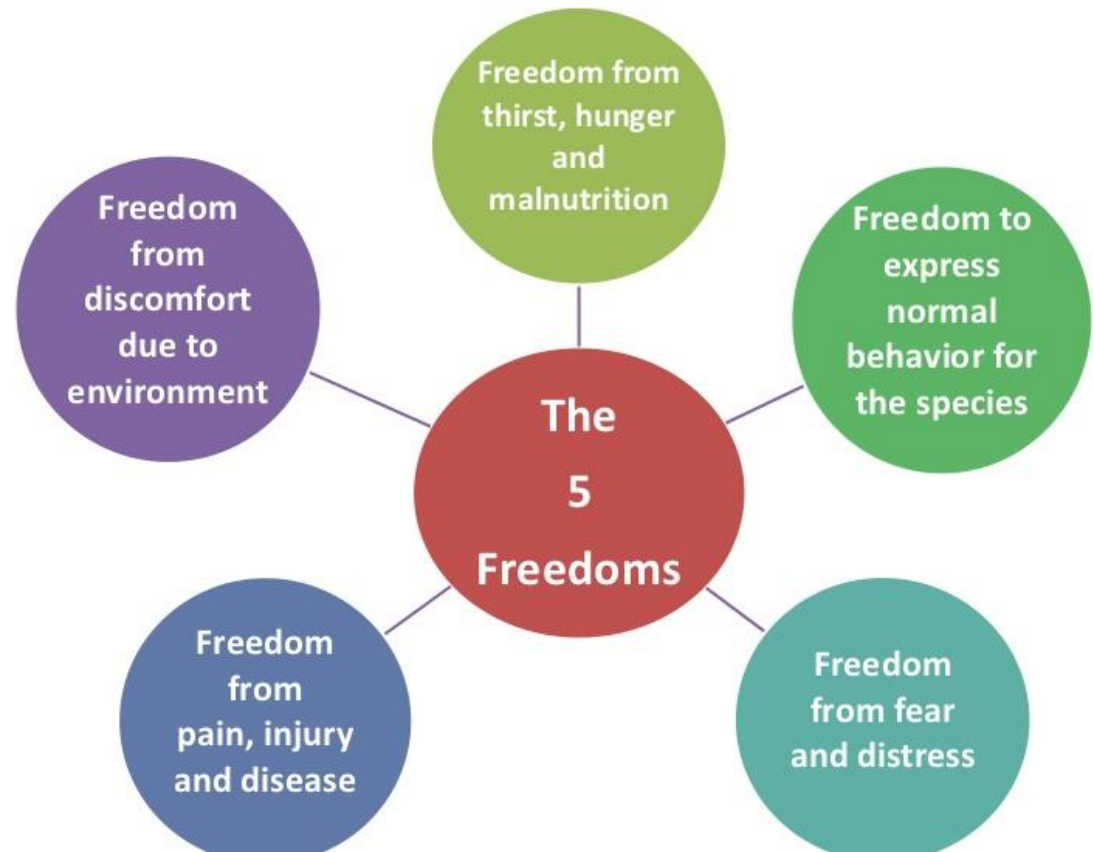 Freedom from
thirst, hunger
and
malnutrition
Freedom to
express
normal
behavior for
the species
Freedom
from fear
and distress
Freedom
from
pain, injury
and disease
Freedom
from
discomfort
due to
environment
The
5
Freedoms